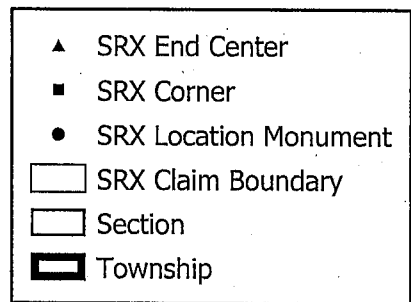 SRX End Center
SRX Corner
SRX Location Monument
SRX Claim Boundary
Section
Township